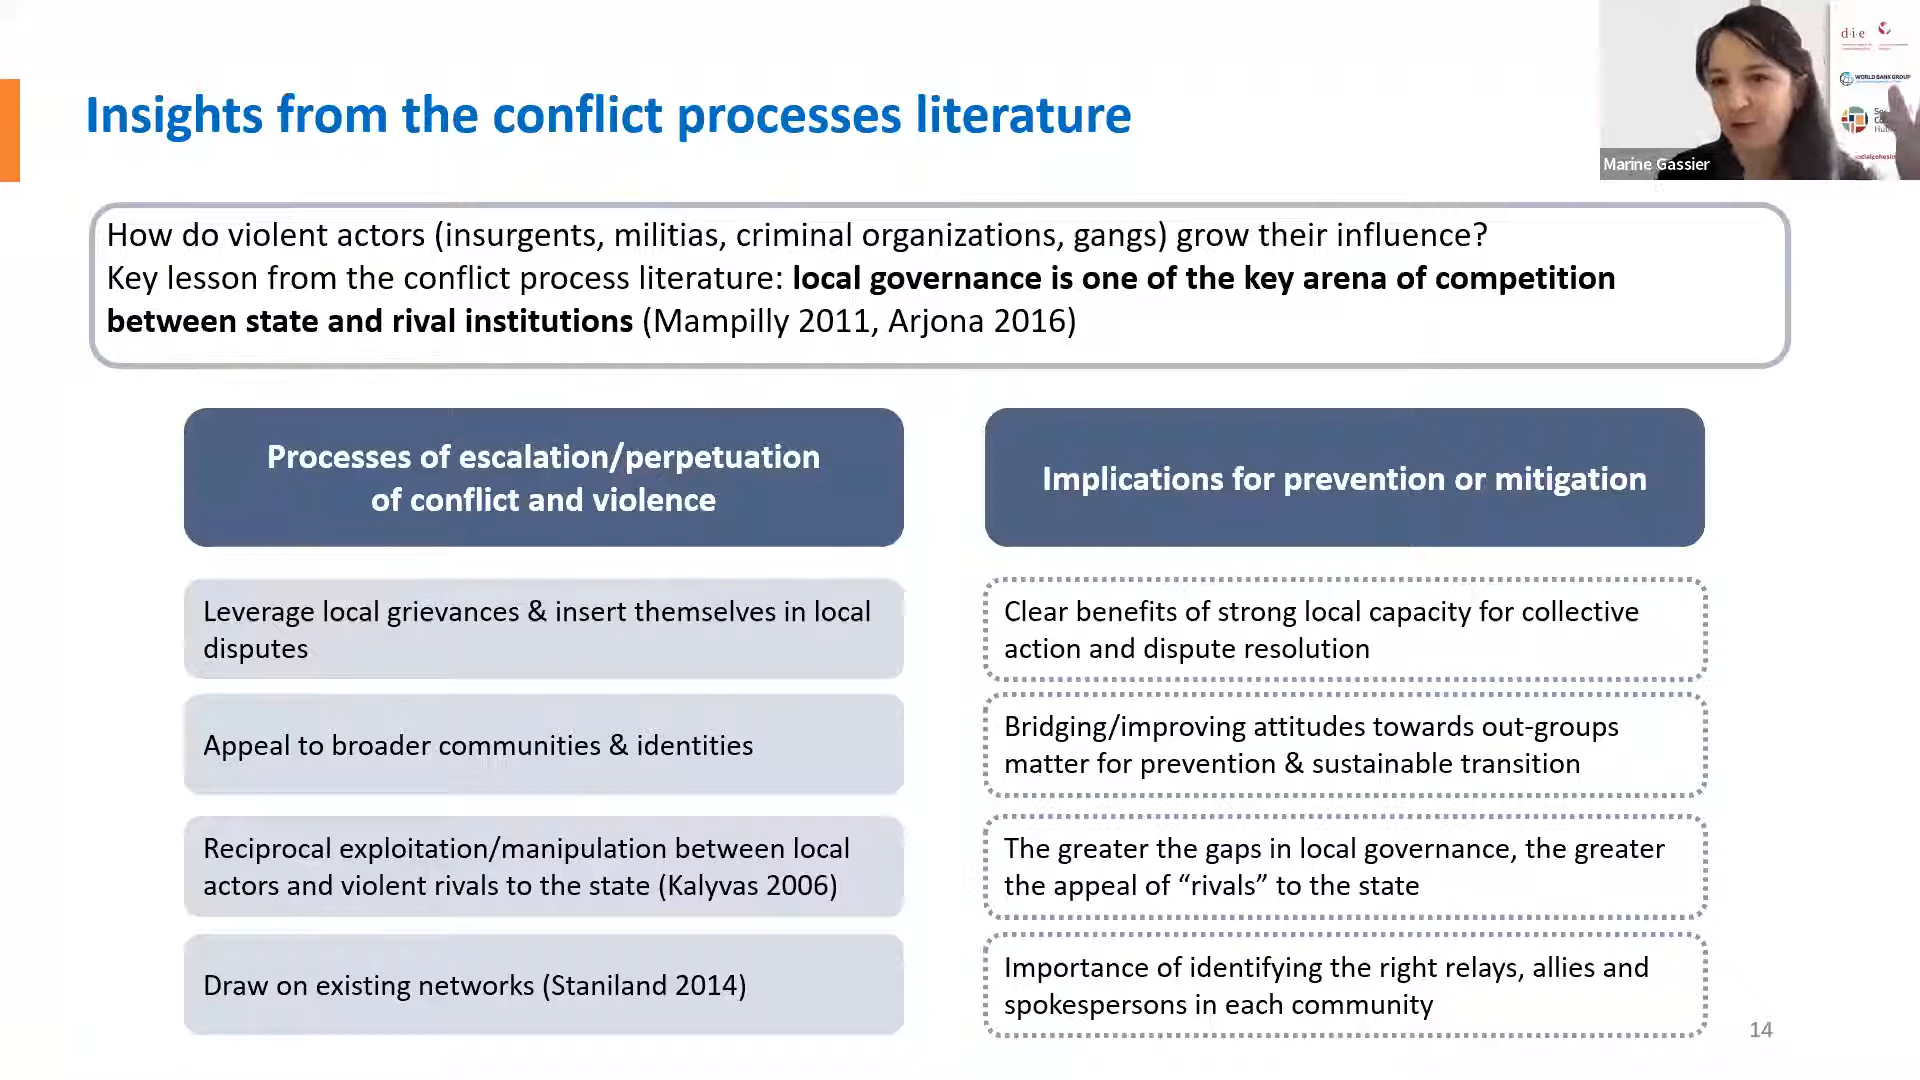 d·i·e
WORLD BANK GROUP
Marine Gassier
Insights from the conflict processes literature
How do violent actors (insurgents, militias, criminal organizations, gangs) grow their influence?
Key lesson from the conflict process literature: local governance is one of the key arena of competition
between state and rival institutions (Mampilly 2011, Arjona 2016)
Processes of escalation/perpetuation
of conflict and violence
Leverage local grievances & insert themselves in local
disputes
Appeal to broader communities & identities
Reciprocal exploitation/manipulation between local
actors and violent rivals to the state (Kalyvas 2006)
Draw on existing networks (Staniland 2014)
Implications for prevention or mitigation
Clear benefits of strong local capacity for collective
action and dispute resolution
Bridging/improving attitudes towards out-groups
matter for prevention & sustainable transition
The greater the gaps in local governance, the greater
the appeal of “rivals” to the state
Importance of identifying the right relays, allies and
spokespersons in each community
14